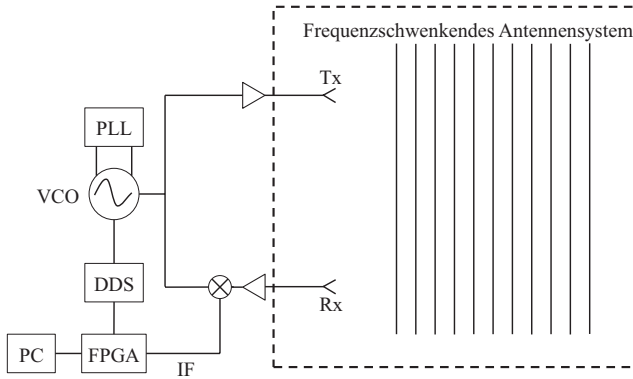 Frequenzschwenkendes Antennensystem
Tx
PLL
VCO
DDS
Rx
PC
FPGA
IF